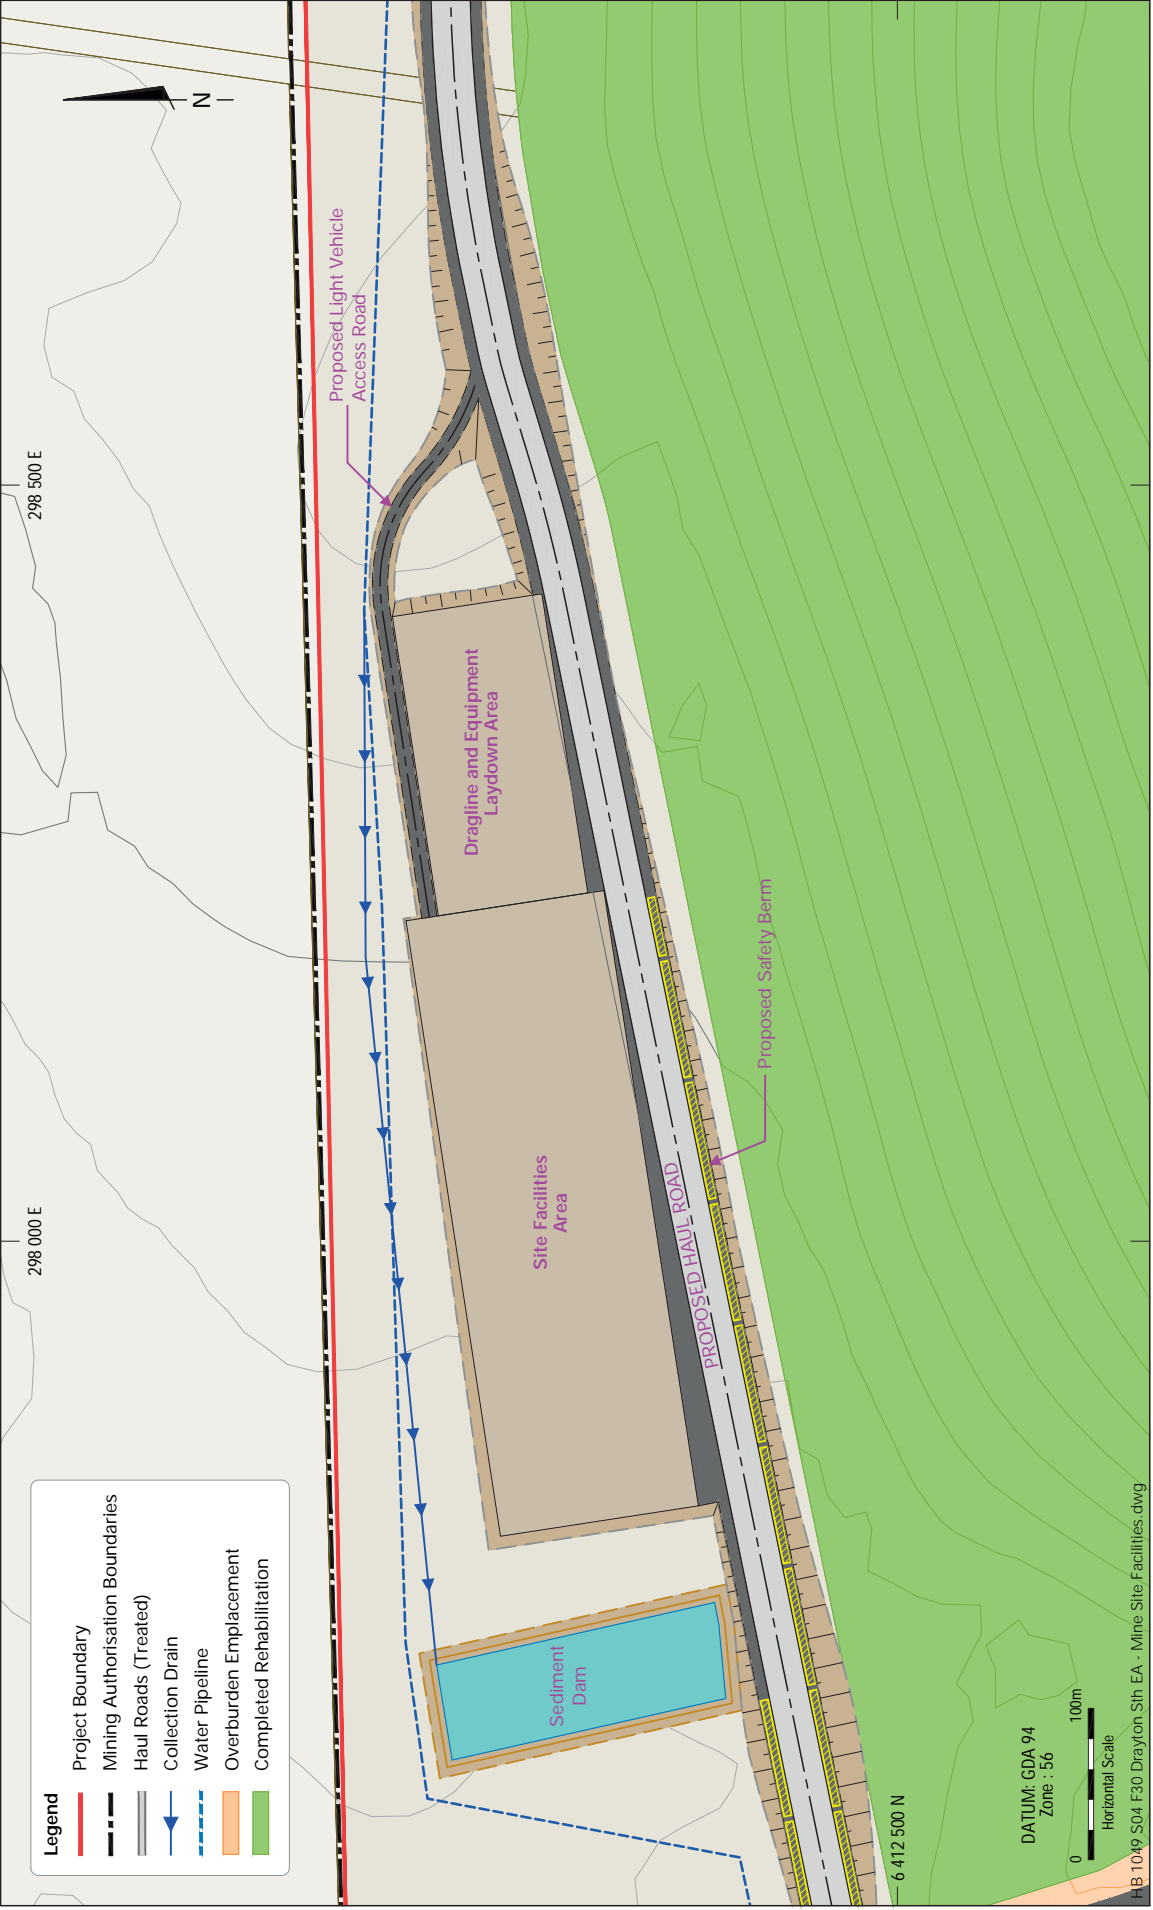 Legend
Project Boundary
Mining Authorisation Boundaries
Haul Roads (Treated)
Collection Drain
Water Pipeline
Overburden Emplacement
Completed Rehabilitation
298 000 E
298 500 E
N
Proposed Light Vehicle
Access Road
Dragline and Equipment
Laydown Area
Site Facilities
Area
Sediment
Dam
PROPOSED HAUL ROAD
Proposed Safety Berm
6 412 500 N
DATUM: GDA 94
Zone : 56
0
100m
Horizontal Scale
HB 1049 S04 F30 Drayton Sth EA - Mine Site Facilities.dwg